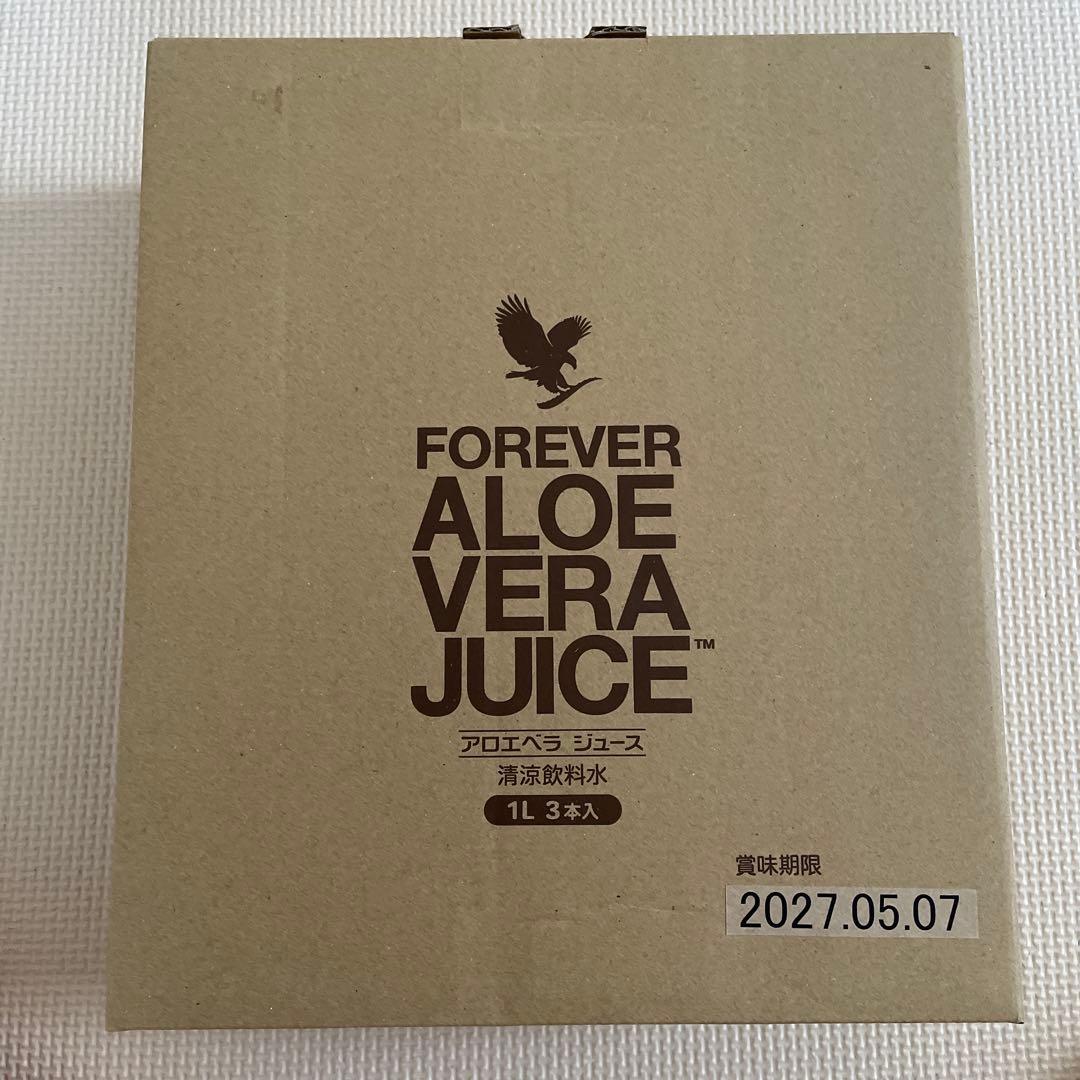 FOREVER
ALOE
VERA
JUICE™
アロエベラ ジュース
清涼飲料水
1L 3本入
賞味期限
2027.05.07